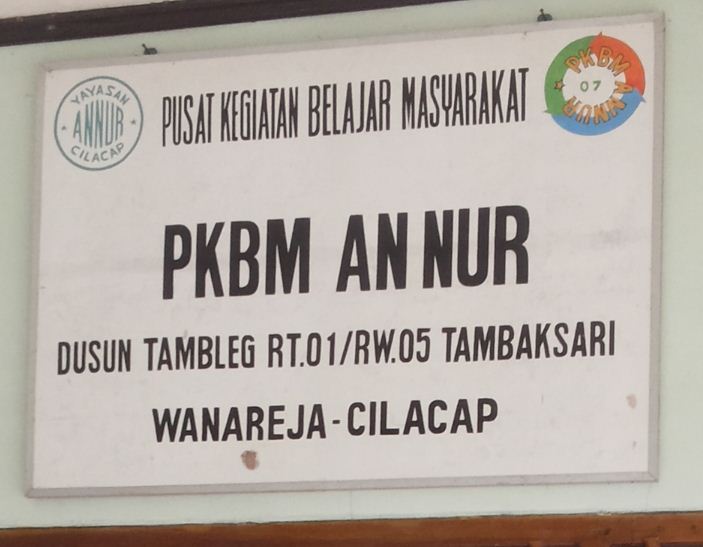 YAYASAN
ANNUR
CILACAP
PUSAT KEGIATAN BELAJAR MASYARAKAT
PKBM ANNUR
07
PKBM AN NUR
DUSUN TAMBLEG RT.01/RW.05 TAMBAKSARI
WANAREJA-CILACAP